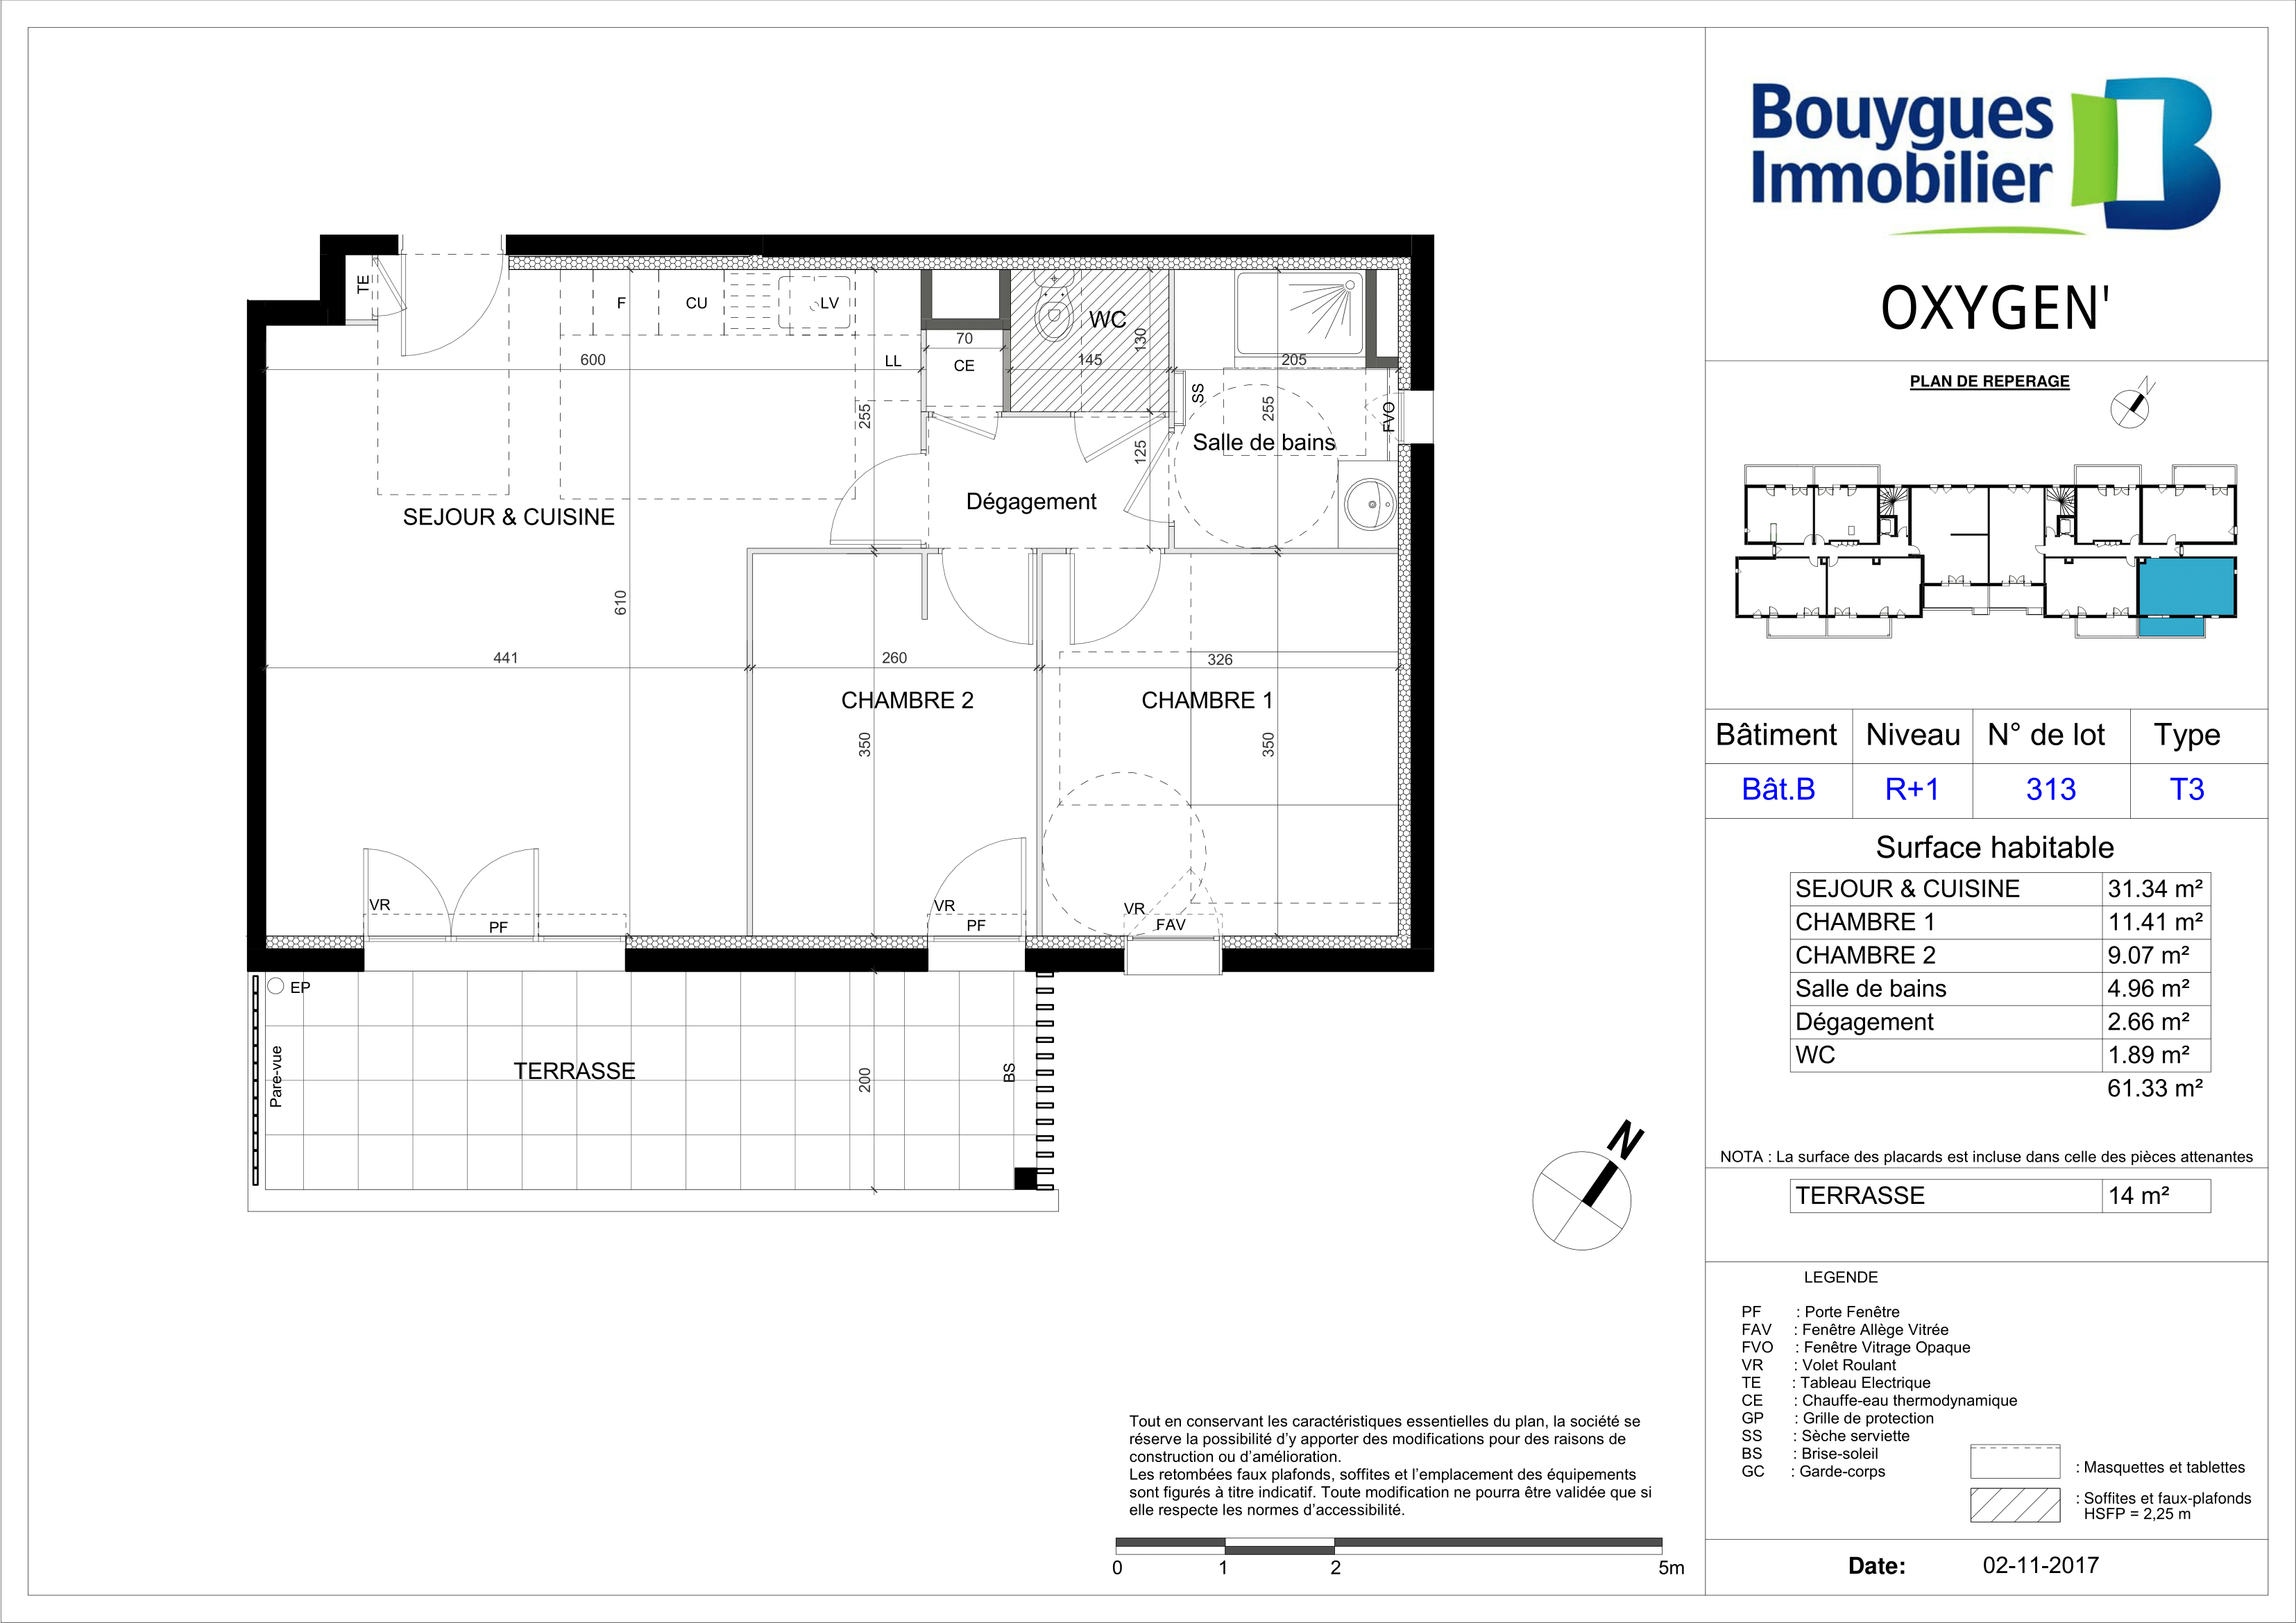 TE
F
CU
LV
WC
130
70
CE
600
LL
145
205
SS
255
255
FVO
125
Salle de bains
Dégagement
SEJOUR & CUISINE
610
441
260
326
CHAMBRE 2
CHAMBRE 1
350
350
VR
PF
VR
PF
VR
FAV
EP
Pare-vue
TERRASSE
200
BS
N
Tout en conservant les caractéristiques essentielles du plan, la société se
réserve la possibilité d'y apporter des modifications pour des raisons de
construction ou d'amélioration.
Les retombées faux plafonds, soffites et l'emplacement des équipements
sont figurés à titre indicatif. Toute modification ne pourra être validée que si
elle respecte les normes d'accessibilité.
0 1 2 5m
Bouygues
Immobilier
OXYGEN'
PLAN DE REPERAGE
N
Bâtiment Niveau N° de lot Type
Bât.B R+1 313 T3
Surface habitable
SEJOUR & CUISINE 31.34 m²
CHAMBRE 1 11.41 m²
CHAMBRE 2 9.07 m²
Salle de bains 4.96 m²
Dégagement 2.66 m²
WC 1.89 m²
61.33 m²
NOTA : La surface des placards est incluse dans celle des pièces attenantes
TERRASSE 14 m²
LEGENDE
PF : Porte Fenêtre
FAV : Fenêtre Allège Vitrée
FVO : Fenêtre Vitrage Opaque
VR : Volet Roulant
TE : Tableau Electrique
CE : Chauffe-eau thermodynamique
GP : Grille de protection
SS : Sèche serviette
BS : Brise-soleil
GC : Garde-corps
: Masquettes et tablettes
: Soffites et faux-plafonds
HSFP = 2,25 m
Date: 02-11-2017